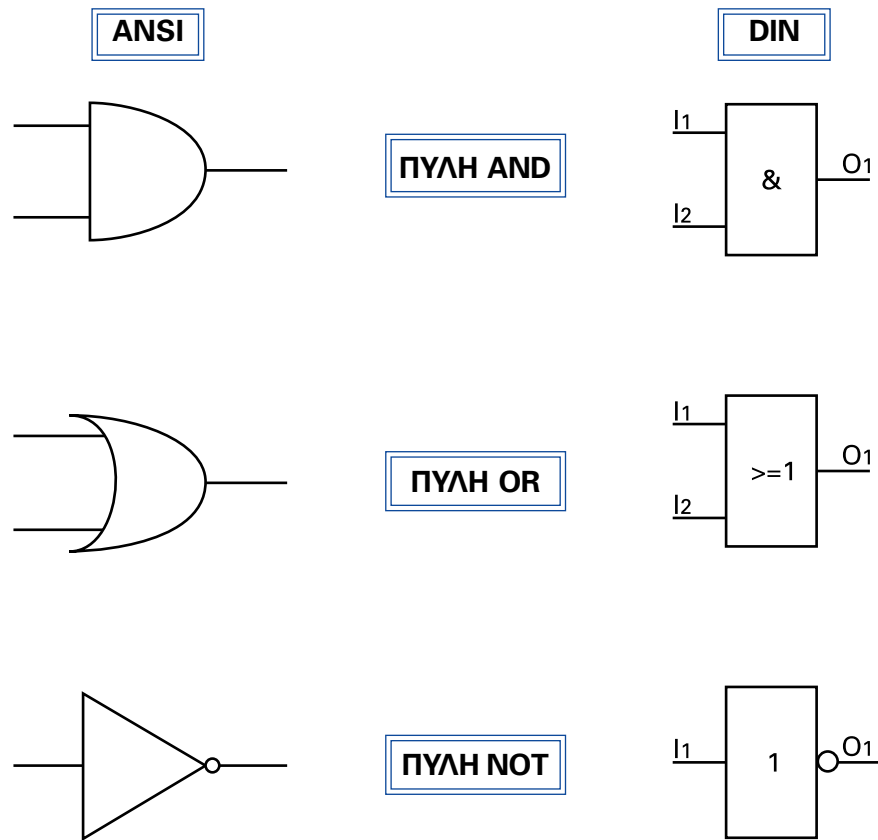 ANSI
DIN
I1
ΠΥΛΗ AND
&
O1
I2
I1
ΠΥΛΗ OR
>=1
O1
I2
ΠΥΛΗ NOT
I1
1
O1